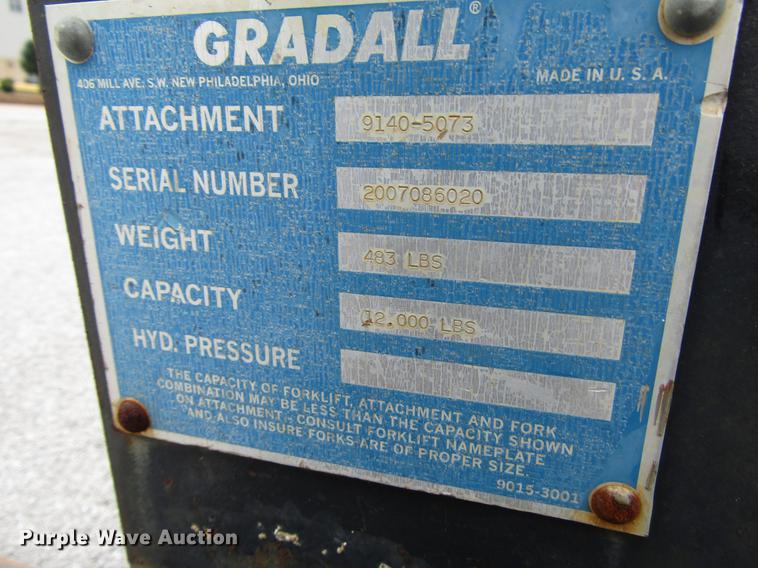 GRADALL®
406 MILL AVE. S.W. NEW PHILADELPHIA, OHIO MADE IN U. S. A.
ATTACHMENT 9140-5073
SERIAL NUMBER 2007086020
WEIGHT 483 LBS
CAPACITY 12.000 LBS
HYD. PRESSURE
THE CAPACITY OF FORKLIFT, ATTACHMENT AND FORK
COMBINATION MAY BE LESS THAN THE CAPACITY SHOWN
ON ATTACHMENT. CONSULT FORKLIFT NAMEPLATE
AND ALSO INSURE FORKS ARE OF PROPER SIZE.
9015-3001
Purple Wave Auction